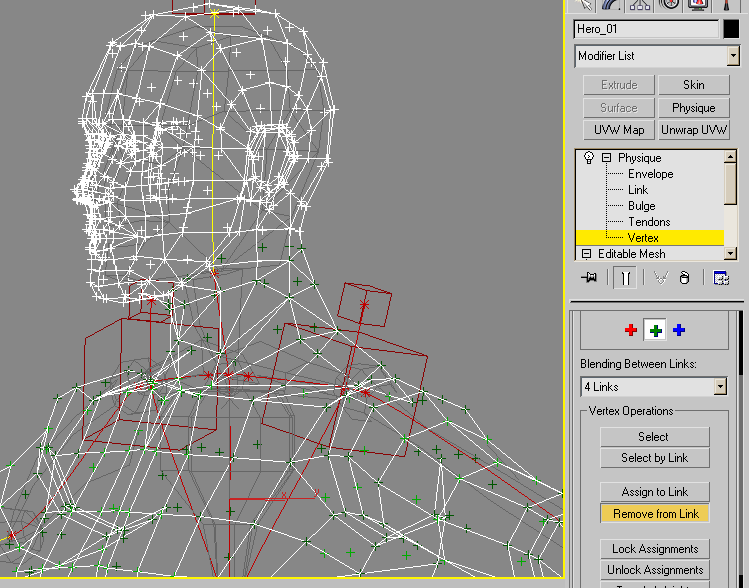 Hero_01
Modifier List
Extrude Skin
Surface Physique
UVW Map Unwrap UVW
Physique
Envelope
Link
Bulge
Tendons
Vertex
Editable Mesh
Blending Between Links:
4 Links
Vertex Operations
Select
Select by Link
Assign to Link
Remove from Link
Lock Assignments
Unlock Assignments